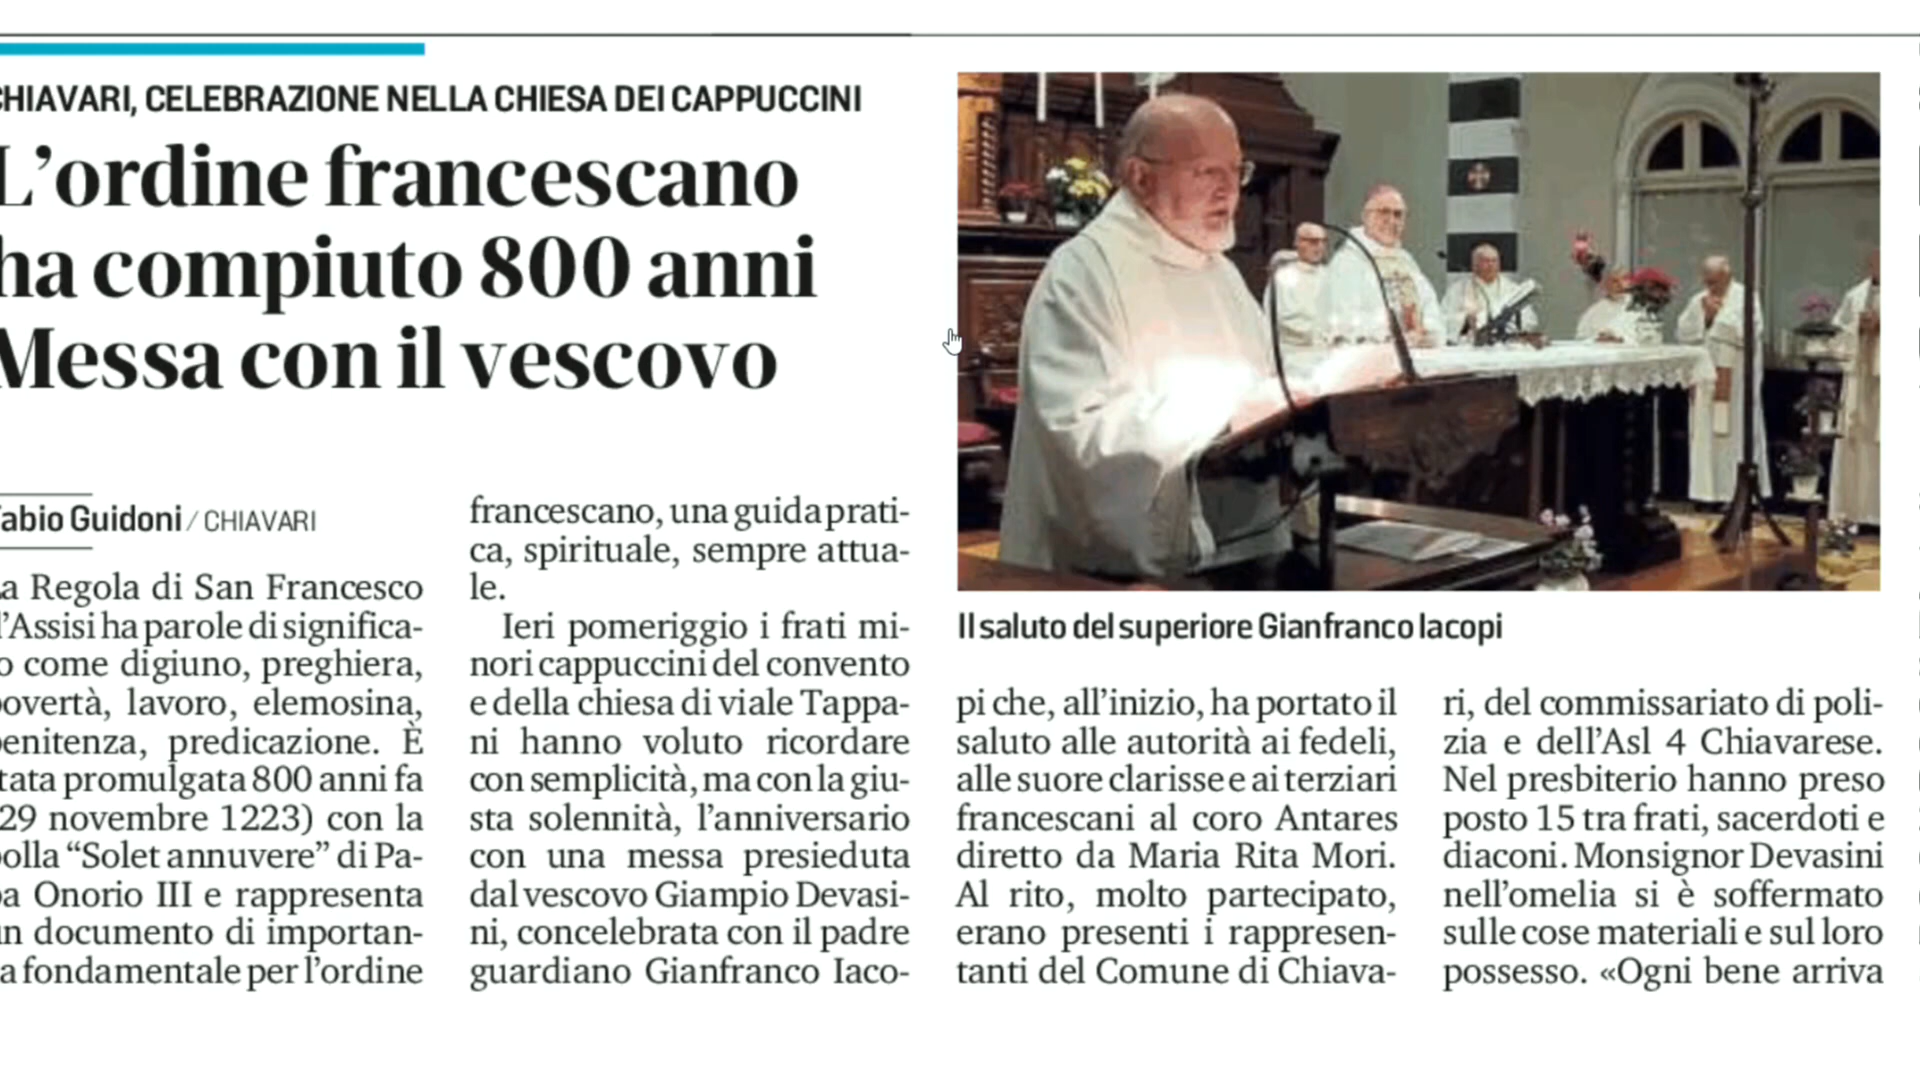 CHIAVARI, CELEBRAZIONE NELLA CHIESA DEI CAPPUCCINI
L’ordine francescano
ha compiuto 800 anni
Messa con il vescovo
Fabio Guidoni / CHIAVARI
a Regola di San Francesco
d’Assisi ha parole di significa-
o come digiuno, preghiera,
povertà, lavoro, elemosina,
penitenza, predicazione. È
tata promulgata 800 anni fa
29 novembre 1223) con la
bolla “Solet annuvere” di Pa-
pa Onorio III e rappresenta
un documento di importan-
a fondamentale per l’ordine
francescano, una guida prati-
ca, spirituale, sempre attua-
le.
Ieri pomeriggio i frati mi-
nori cappuccini del convento
e della chiesa di viale Tappa-
ni hanno voluto ricordare
con semplicità, ma con la giu-
sta solennità, l’anniversario
con una messa presieduta
dal vescovo Giampio Devasi-
ni, concelebrata con il padre
guardiano Gianfranco Iaco-
Il saluto del superiore Gianfranco Iacopi
pi che, all’inizio, ha portato il
saluto alle autorità ai fedeli,
alle suore clarisse e ai terziari
francescani al coro Antares
diretto da Maria Rita Mori.
Al rito, molto partecipato,
erano presenti i rappresen-
tanti del Comune di Chiava-
ri, del commissariato di poli-
zia e dell’Asl 4 Chiavarese.
Nel presbiterio hanno preso
posto 15 tra frati, sacerdoti e
diaconi. Monsignor Devasini
nell’omelia si è soffermato
sulle cose materiali e sul loro
possesso. «Ogni bene arriva